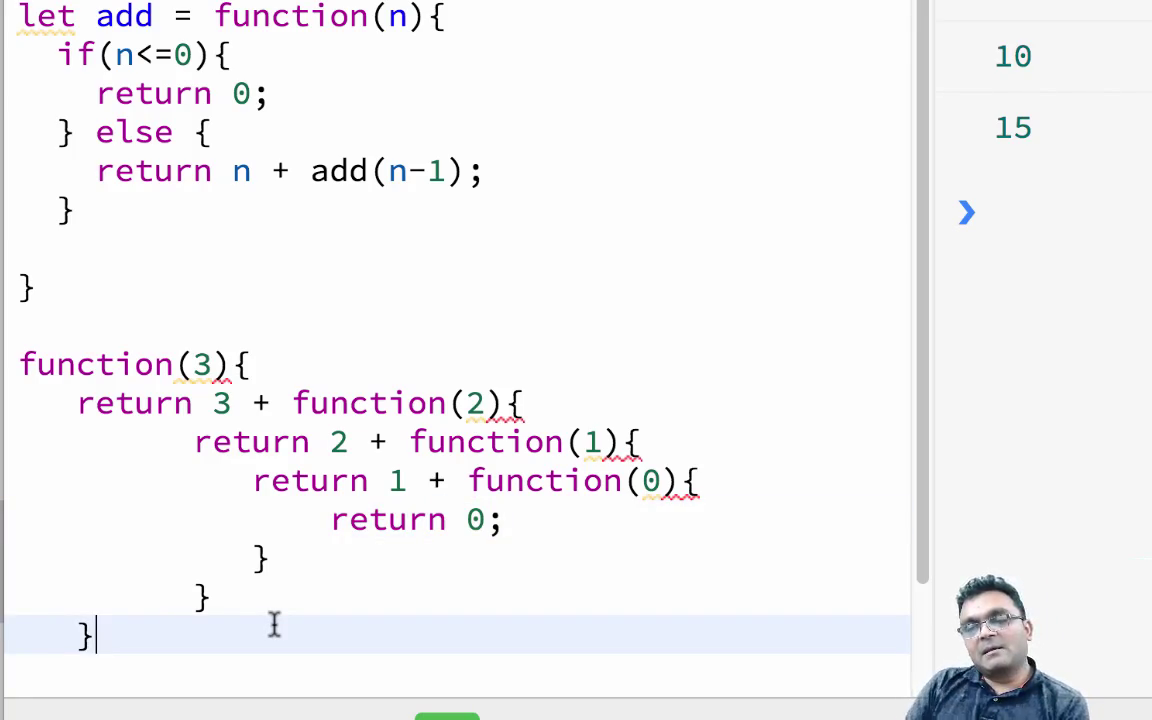 let add = function(n){
  if(n<=0){
    return 0;
  } else {
    return n + add(n-1);
  }

}

function(3){
   return 3 + function(2){
         return 2 + function(1){
            return 1 + function(0){
                return 0;
            }
         }
   }
10
15